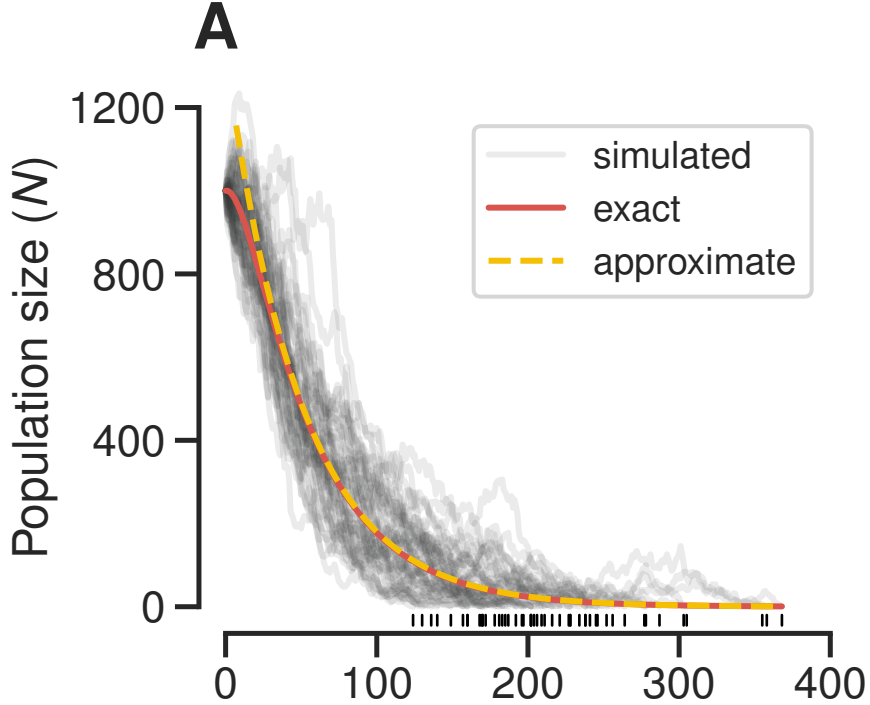 A
1200
800
400
0
Population size (N)
simulated
exact
approximate
0 100 200 300 400